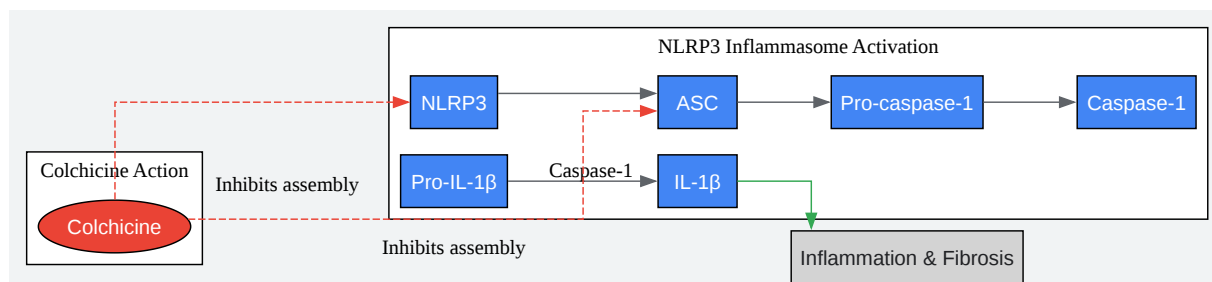 NLRP3 Inflammasome Activation
NLRP3
ASC
Pro-caspase-1
Caspase-1
Colchicine Action
Inhibits assembly
Pro-IL-1β
Caspase-1
IL-1β
Colchicine
Inhibits assembly
Inflammation & Fibrosis